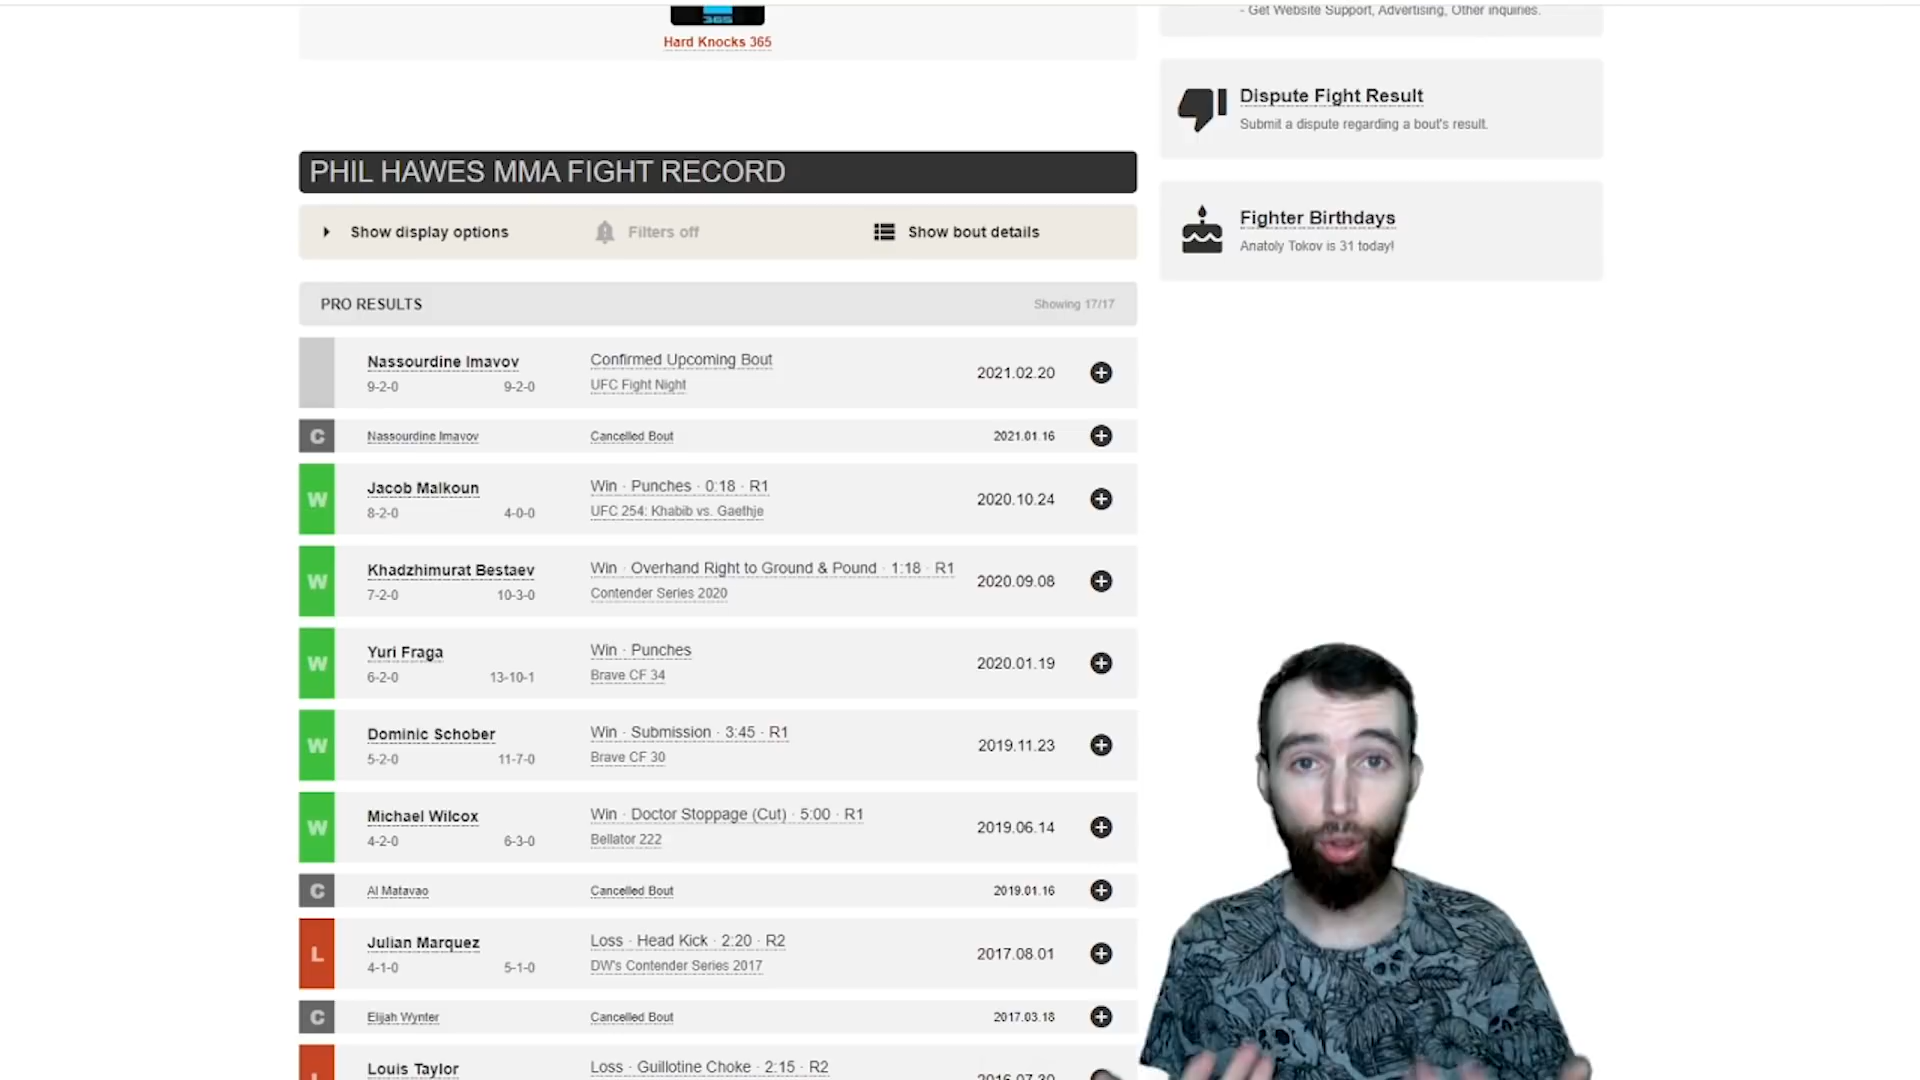 365
Hard Knocks 365
- Get Website Support, Advertising, Other inquiries.
Dispute Fight Result
Submit a dispute regarding a bout's result.
Fighter Birthdays
Anatoly Tokov is 31 today!
PHIL HAWES MMA FIGHT RECORD
Show display options Filters off Show bout details
PRO RESULTS Showing 17/17
Nassourdine Imavov Confirmed Upcoming Bout 2021.02.20
9-2-0 9-2-0 UFC Fight Night
C Nassourdine Imavov Cancelled Bout 2021.01.16
W Jacob Malkoun Win · Punches · 0:18 · R1 2020.10.24
8-2-0 4-0-0 UFC 254: Khabib vs. Gaethje
W Khadzhimurat Bestaev Win · Overhand Right to Ground & Pound · 1:18 · R1 2020.09.08
7-2-0 10-3-0 Contender Series 2020
W Yuri Fraga Win · Punches 2020.01.19
6-2-0 13-10-1 Brave CF 34
W Dominic Schober Win · Submission · 3:45 · R1 2019.11.23
5-2-0 11-7-0 Brave CF 30
W Michael Wilcox Win · Doctor Stoppage (Cut) · 5:00 · R1 2019.06.14
4-2-0 6-3-0 Bellator 222
C Al Matavao Cancelled Bout 2019.01.16
L Julian Marquez Loss · Head Kick · 2:20 · R2 2017.08.01
4-1-0 5-1-0 DW's Contender Series 2017
C Elijah Wynter Cancelled Bout 2017.03.18
L Louis Taylor Loss · Guillotine Choke · 2:15 · R2 2016.07.30